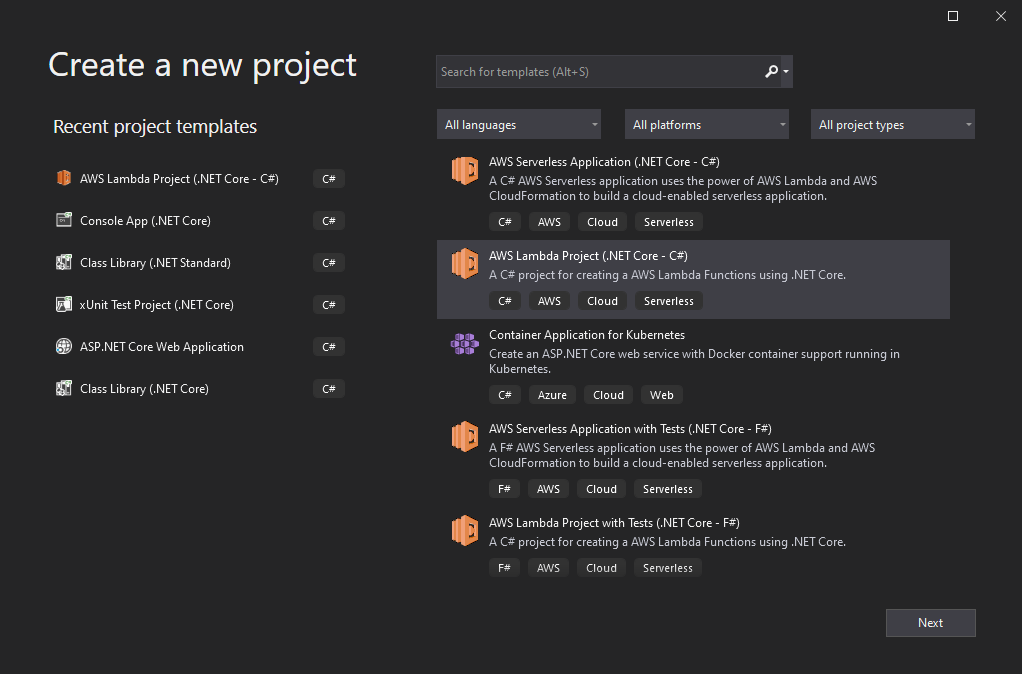 Create a new project
Search for templates (Alt+S)
Recent project templates
All languages
All platforms
All project types
AWS Lambda Project (.NET Core - C#)
C#
Console App (.NET Core)
C#
Class Library (.NET Standard)
C#
xUnit Test Project (.NET Core)
C#
ASP.NET Core Web Application
C#
Class Library (.NET Core)
C#
AWS Serverless Application (.NET Core - C#)
A C# AWS Serverless application uses the power of AWS Lambda and AWS
CloudFormation to build a cloud-enabled serverless application.
C# AWS Cloud Serverless
AWS Lambda Project (.NET Core - C#)
A C# project for creating a AWS Lambda Functions using .NET Core.
C# AWS Cloud Serverless
Container Application for Kubernetes
Create an ASP.NET Core web service with Docker container support running in
Kubernetes.
C# Azure Cloud Web
AWS Serverless Application with Tests (.NET Core - F#)
A F# AWS Serverless application uses the power of AWS Lambda and AWS
CloudFormation to build a cloud-enabled serverless application.
F# AWS Cloud Serverless
AWS Lambda Project with Tests (.NET Core - F#)
A C# project for creating a AWS Lambda Functions using .NET Core.
F# AWS Cloud Serverless
Next